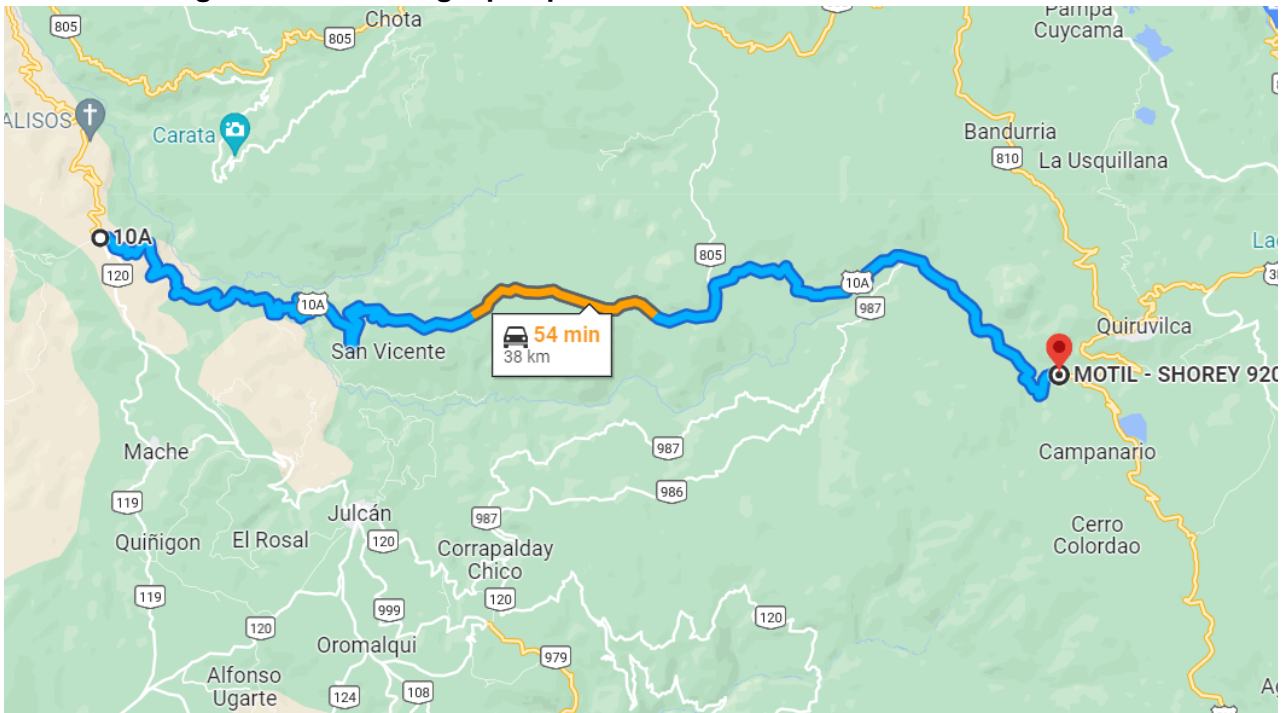 805
Chota
805
Pampa
Cuycama
ALISOS
Carata
Bandurria
810
La Usquillana
10A
120
805
10A
10A
987
Quiruvilca
54 min
38 km
San Vicente
MOTIL - SHOREY 920
Mache
987
Campanario
119
986
Julcán
987
Quiñigon
El Rosal
120
Corrapalday
Chico
Cerro
Colordao
119
999
120
120
120
Oromalqui
979
Alfonso
Ugarte
124
108